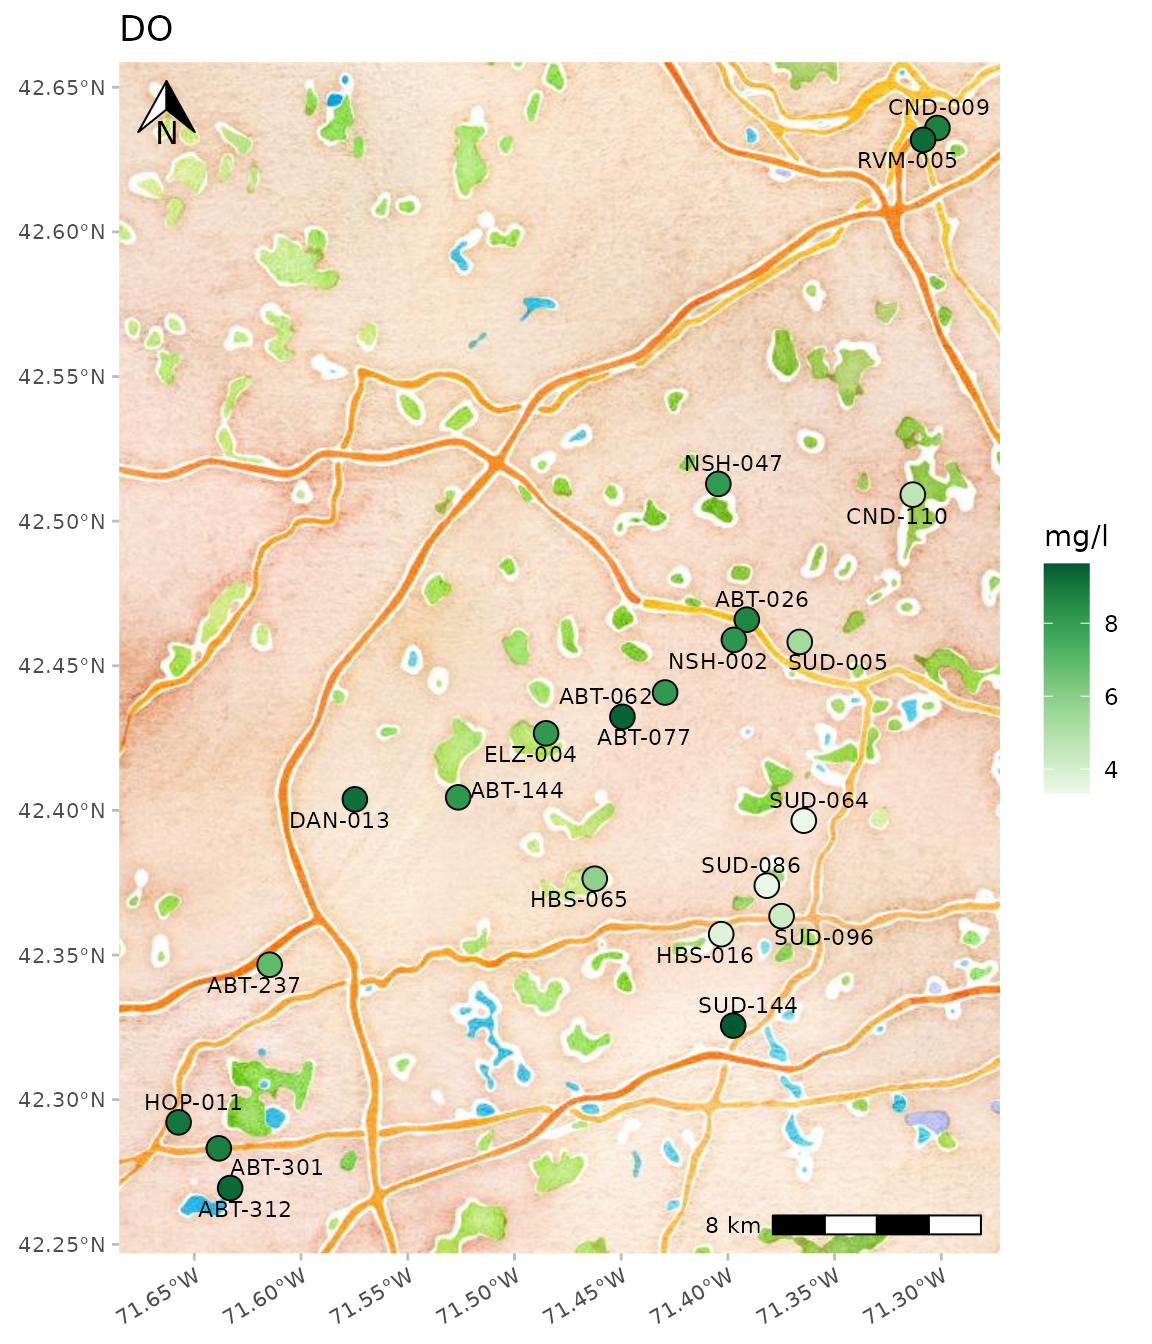 DO
42.65°N
42.60°N
42.55°N
42.50°N
42.45°N
42.40°N
42.35°N
42.30°N
42.25°N
N
CND-009
RVM-005
NSH-047
CND-110
ABT-026
NSH-002
SUD-005
ABT-062
ABT-077
ELZ-004
ABT-144
DAN-013
SUD-064
SUD-086
HBS-065
SUD-096
HBS-016
ABT-237
SUD-144
HOP-011
ABT-301
ABT-312
8 km
71.65°W
71.60°W
71.55°W
71.50°W
71.45°W
71.40°W
71.35°W
71.30°W
mg/l
8
6
4